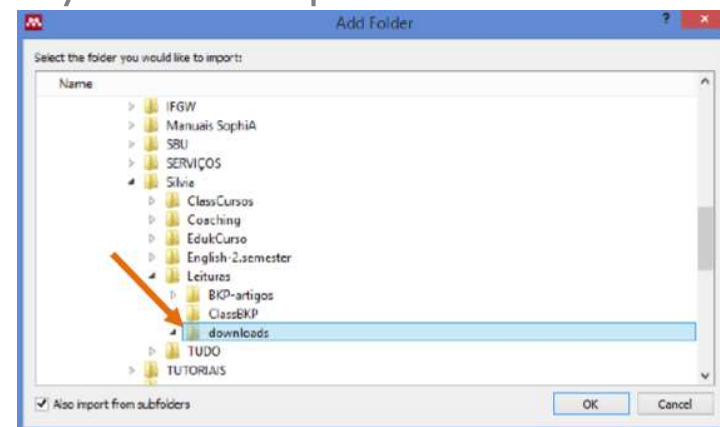 Add Folder
Select the folder you would like to import:
Name
IFGW
Manuais SophiA
SBU
SERVIÇOS
Silvia
ClassCursos
Coaching
EdukCurso
English-2.semester
Leituras
BKP-artigos
ClassBKP
downloads
TUDO
TUTORIAIS
Also import from subfolders
OK Cancel